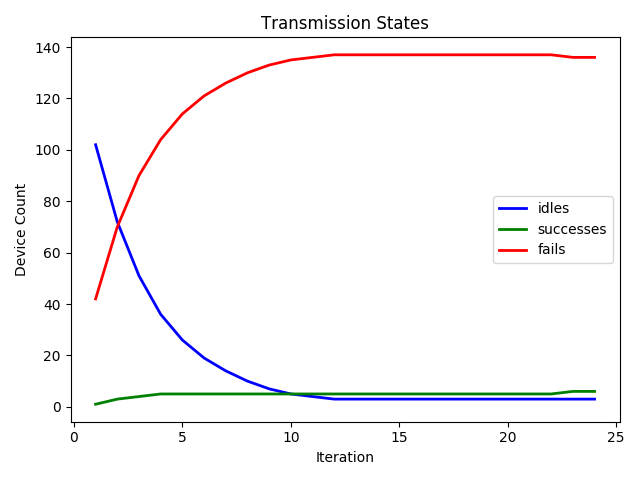 Transmission States
Device Count
140
120
100
80
60
40
20
0
idles
successes
fails
0 5 10 15 20 25
Iteration